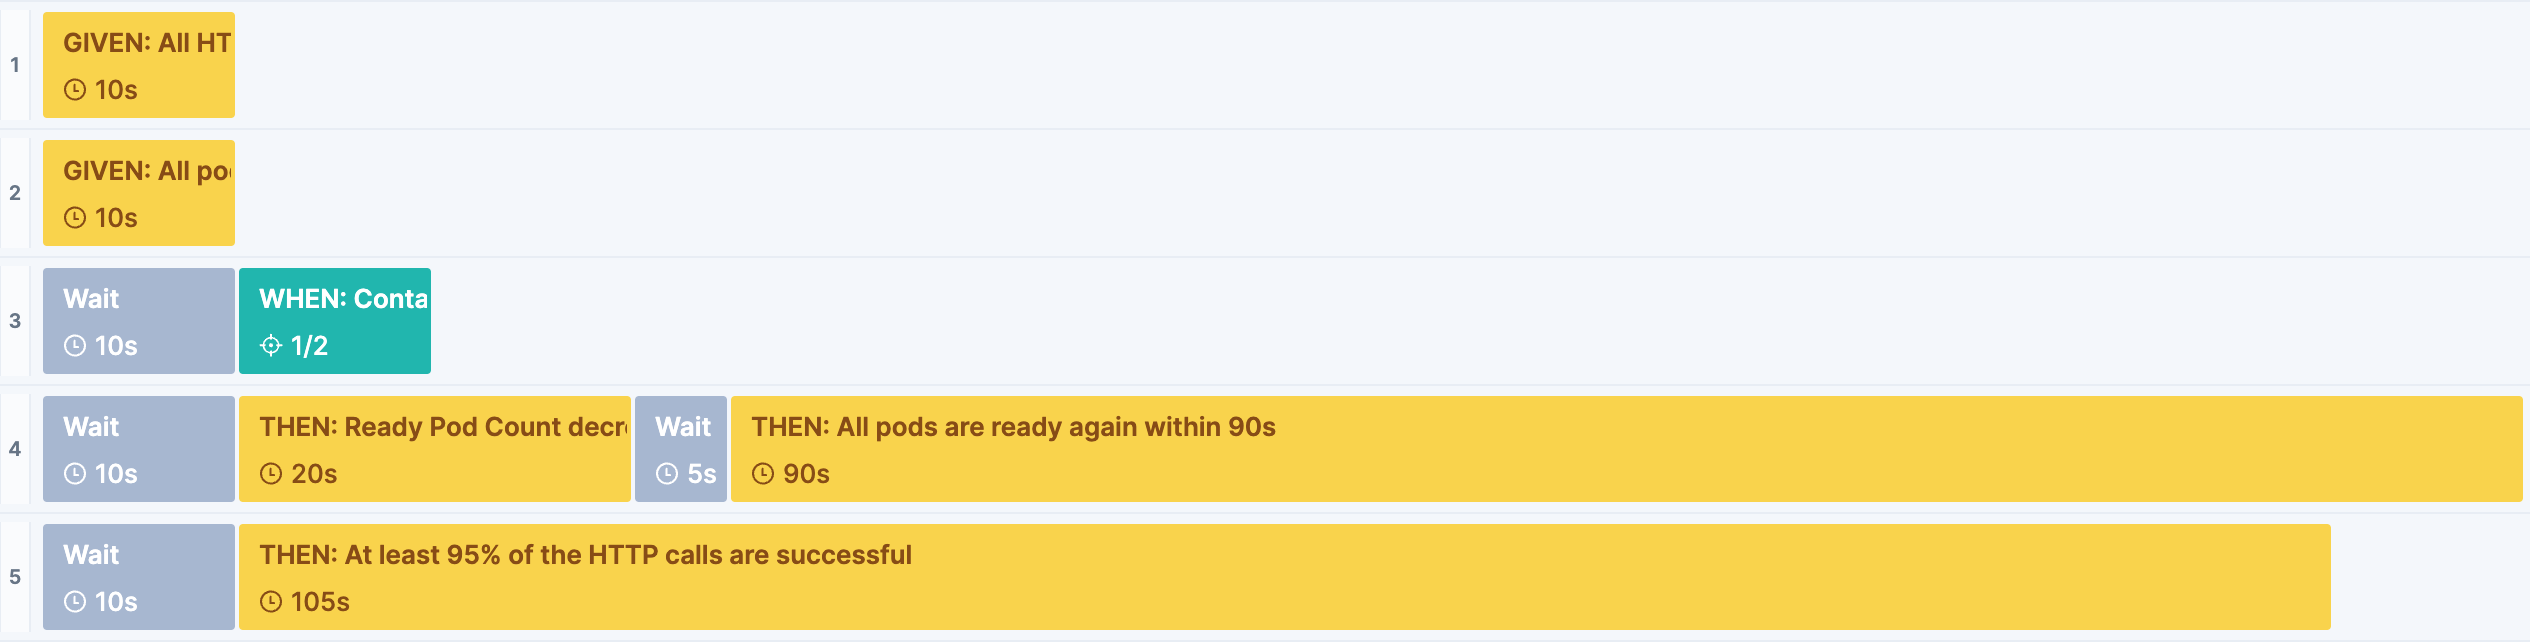 1
GIVEN: All HT
10s
2
GIVEN: All po
10s
3
Wait
10s
WHEN: Conta
1/2
4
Wait
10s
THEN: Ready Pod Count decr
20s
Wait
5s
THEN: All pods are ready again within 90s
90s
5
Wait
10s
THEN: At least 95% of the HTTP calls are successful
105s